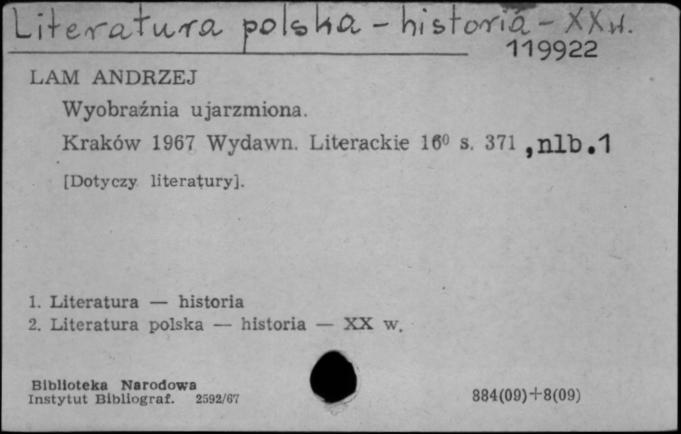 Literatura polska - historia - XX w.
119922
LAM ANDRZEJ
Wyobraźnia ujarzmiona.
Kraków 1967 Wydawn. Literackie 16⁰ s. 371 ,nlb.1
[Dotyczy literatury].
1. Literatura — historia
2. Literatura polska — historia — XX w.
Biblioteka Narodowa
Instytut Bibliograf. 2592/67
884(09)+8(09)